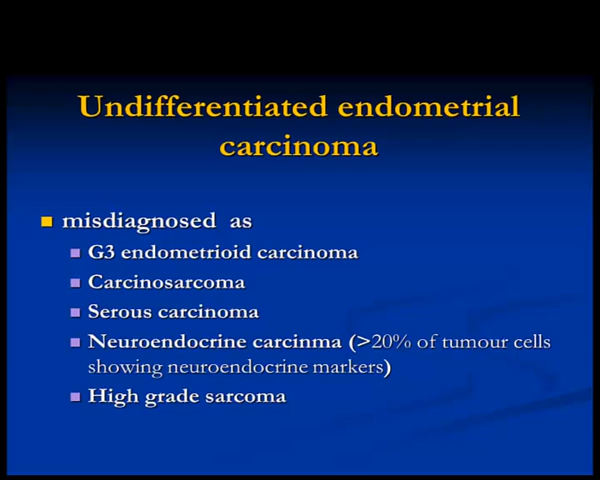 Undifferentiated endometrial
carcinoma
misdiagnosed as
G3 endometrioid carcinoma
Carcinosarcoma
Serous carcinoma
Neuroendocrine carcinma (>20% of tumour cells
showing neuroendocrine markers)
High grade sarcoma